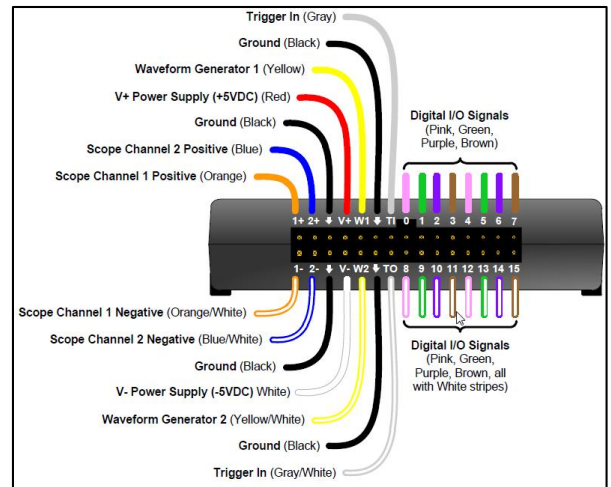 Trigger In (Gray)
Ground (Black)
Waveform Generator 1 (Yellow)
V+ Power Supply (+5VDC) (Red)
Ground (Black)
Scope Channel 2 Positive (Blue)
Scope Channel 1 Positive (Orange)
Digital I/O Signals
(Pink, Green,
Purple, Brown)
1+ 2+ V+ W1 TI 0 1 2 3 4 5 6 7
1- 2- V- W2 TO 8 9 10 11 12 13 14 15
Scope Channel 1 Negative (Orange/White)
Scope Channel 2 Negative (Blue/White)
Ground (Black)
V- Power Supply (-5VDC) White)
Waveform Generator 2 (Yellow/White)
Ground (Black)
Trigger In (Gray/White)
Digital I/O Signals
(Pink, Green,
Purple, Brown, all
with White stripes)